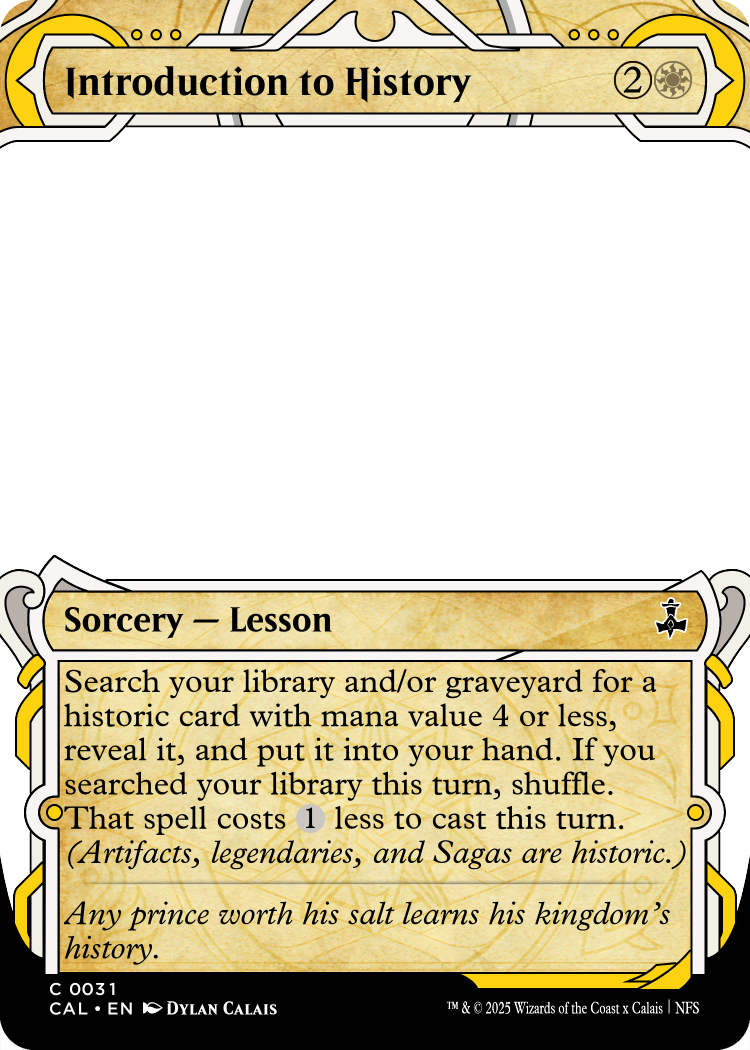 Introduction to History 2
Sorcery — Lesson
Search your library and/or graveyard for a
historic card with mana value 4 or less,
reveal it, and put it into your hand. If you
searched your library this turn, shuffle.
That spell costs 1 less to cast this turn.
(Artifacts, legendaries, and Sagas are historic.)
Any prince worth his salt learns his kingdom's
history.
C 0031
CAL • EN Dylan Calais
™ & © 2025 Wizards of the Coast x Calais | NFS